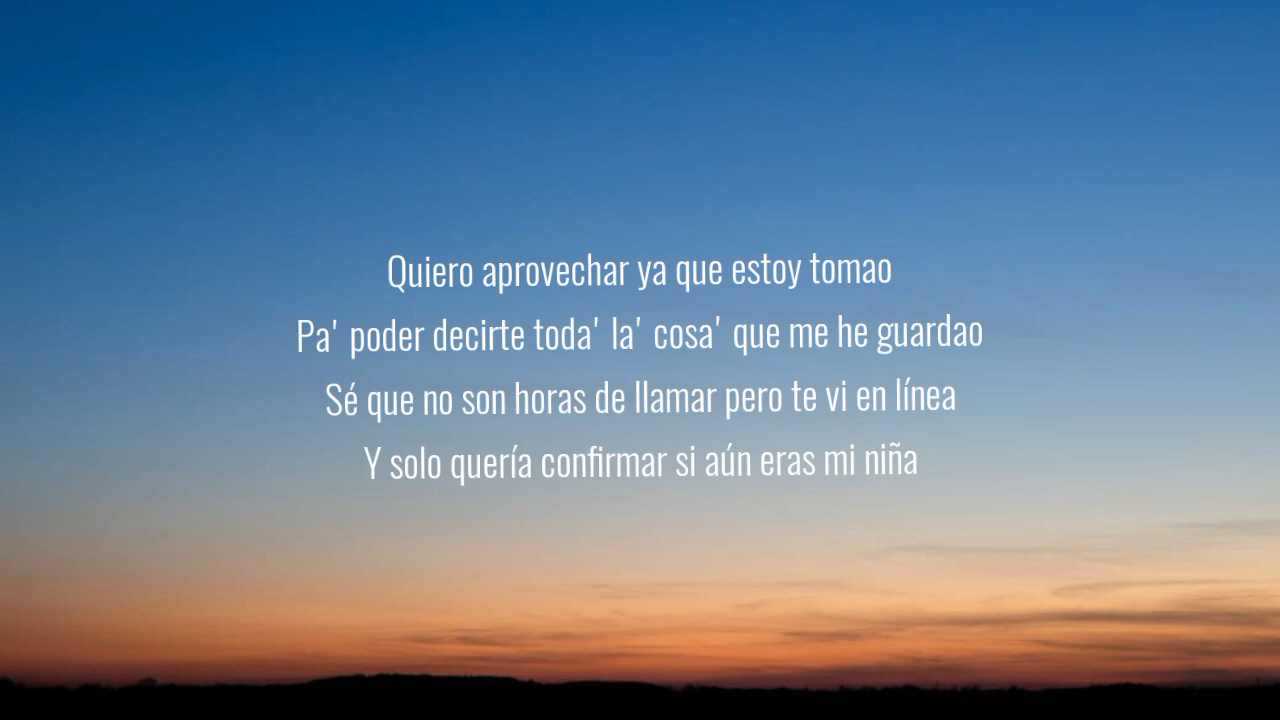 Quiero aprovechar ya que estoy tomao
Pa' poder decirte toda' la' cosa' que me he guardao
Sé que no son horas de llamar pero te vi en línea
Y solo quería confirmar si aún eras mi niña